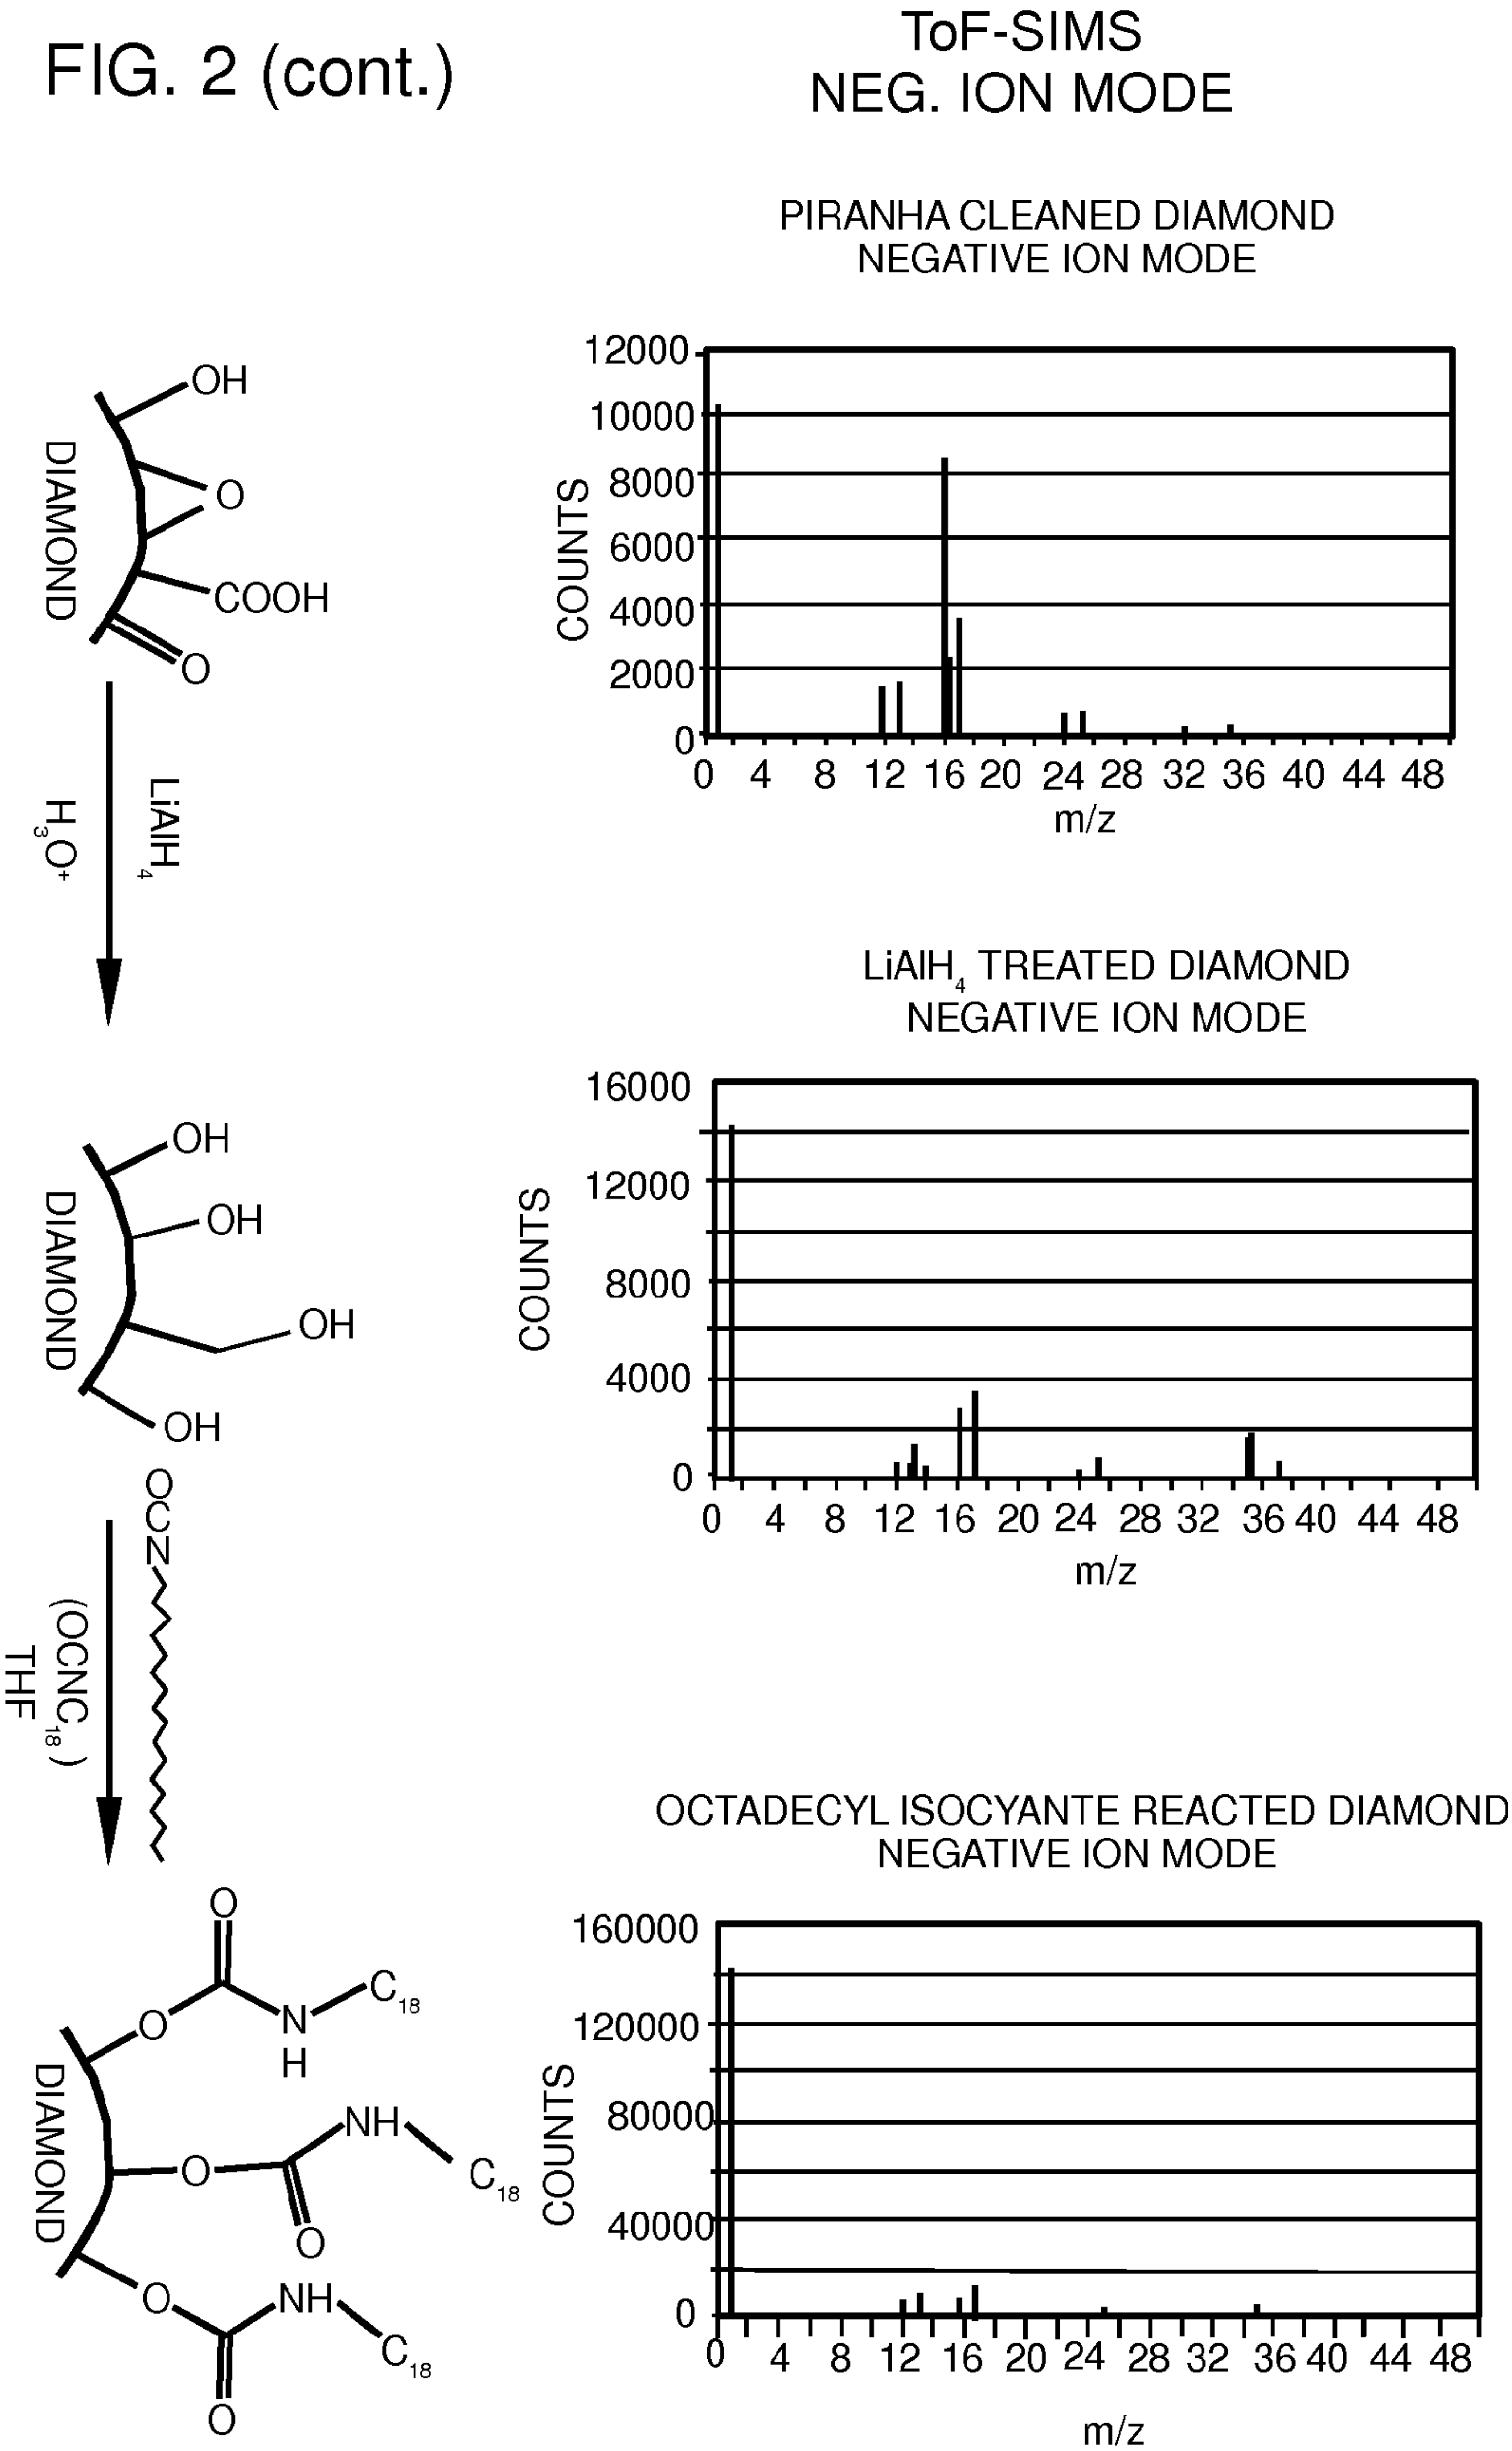 FIG. 2 (cont.)
ToF-SIMS
NEG. ION MODE
PIRANHA CLEANED DIAMOND
NEGATIVE ION MODE
OH
O
COOH
O
DIAMOND
12000
10000
8000
6000
4000
2000
0
COUNTS
0 4 8 12 16 20 24 28 32 36 40 44 48
m/z
LiAlH4
H3O+
LiAlH4 TREATED DIAMOND
NEGATIVE ION MODE
OH
OH
OH
OH
DIAMOND
16000
12000
8000
4000
0
COUNTS
0 4 8 12 16 20 24 28 32 36 40 44 48
m/z
OCN
(OCNC18)
THF
OCTADECYL ISOCYANTE REACTED DIAMOND
NEGATIVE ION MODE
O
O
N
H
C18
NH
O
C18
O
O
NH
C18
O
DIAMOND
160000
120000
80000
40000
0
COUNTS
0 4 8 12 16 20 24 28 32 36 40 44 48
m/z